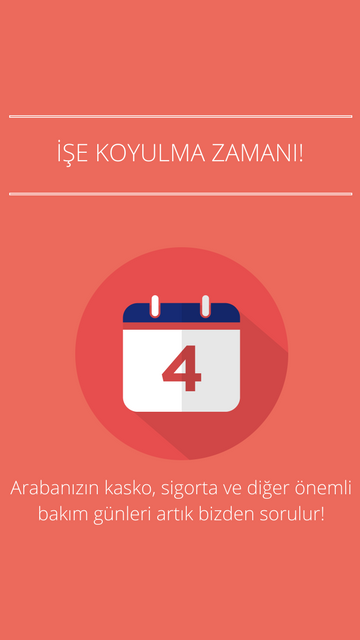 İŞE KOYULMA ZAMANI!
4
Arabanızın kasko, sigorta ve diğer önemli
bakım günleri artık bizden sorulur!